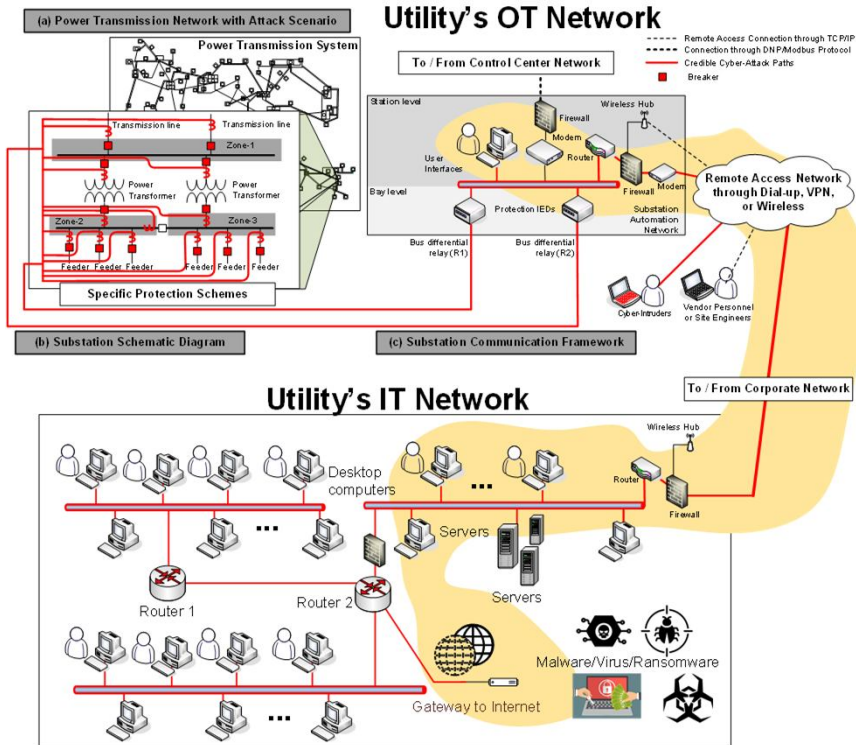 Utility's OT Network
(a) Power Transmission Network with Attack Scenario
Power Transmission System
Transmission line
Transmission line
Zone-1
Power
Transformer
Power
Transformer
Zone-2
Zone-3
Feeder
Feeder
Feeder
Feeder
Feeder
Feeder
Specific Protection Schemes
(b) Substation Schematic Diagram
Remote Access Connection through TCP/IP
Connection through DNP/Modbus Protocol
Credible Cyber-Attack Paths
Breaker
To / From Control Center Network
Station level
Firewall
Wireless Hub
Modem
Router
User
Interfaces
Firewall
Modem
Bay level
Protection IEDs
Substation
Automation
Network
Remote Access Network
through Dial-up, VPN,
or Wireless
Bus differential
relay (R1)
Bus differential
relay (R2)
Cyber-Intruders
Vendor Personnel
or Site Engineers
(c) Substation Communication Framework
To / From Corporate Network
Utility's IT Network
Wireless Hub
Desktop
computers
...
Router
Firewall
...
Servers
Servers
Router 1
Router 2
Malware/Virus/Ransomware
Gateway to Internet
...